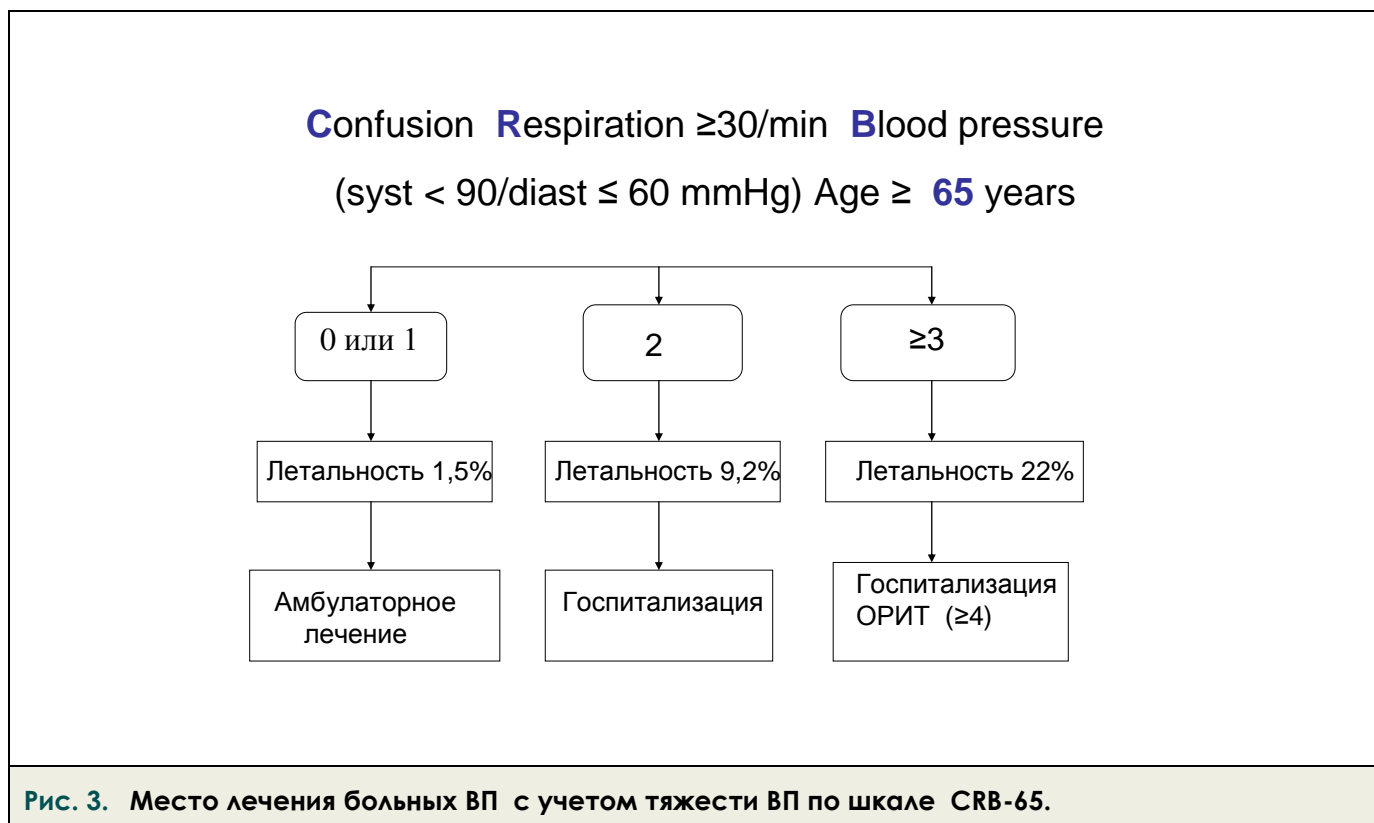 Confusion Respiration ≥30/min Blood pressure
(syst < 90/diast ≤ 60 mmHg) Age ≥ 65 years
0 или 1
2
≥3
Летальность 1,5%
Летальность 9,2%
Летальность 22%
Амбулаторное
лечение
Госпитализация
Госпитализация
ОРИТ (≥4)
Рис. 3. Место лечения больных ВП с учетом тяжести ВП по шкале CRB-65.